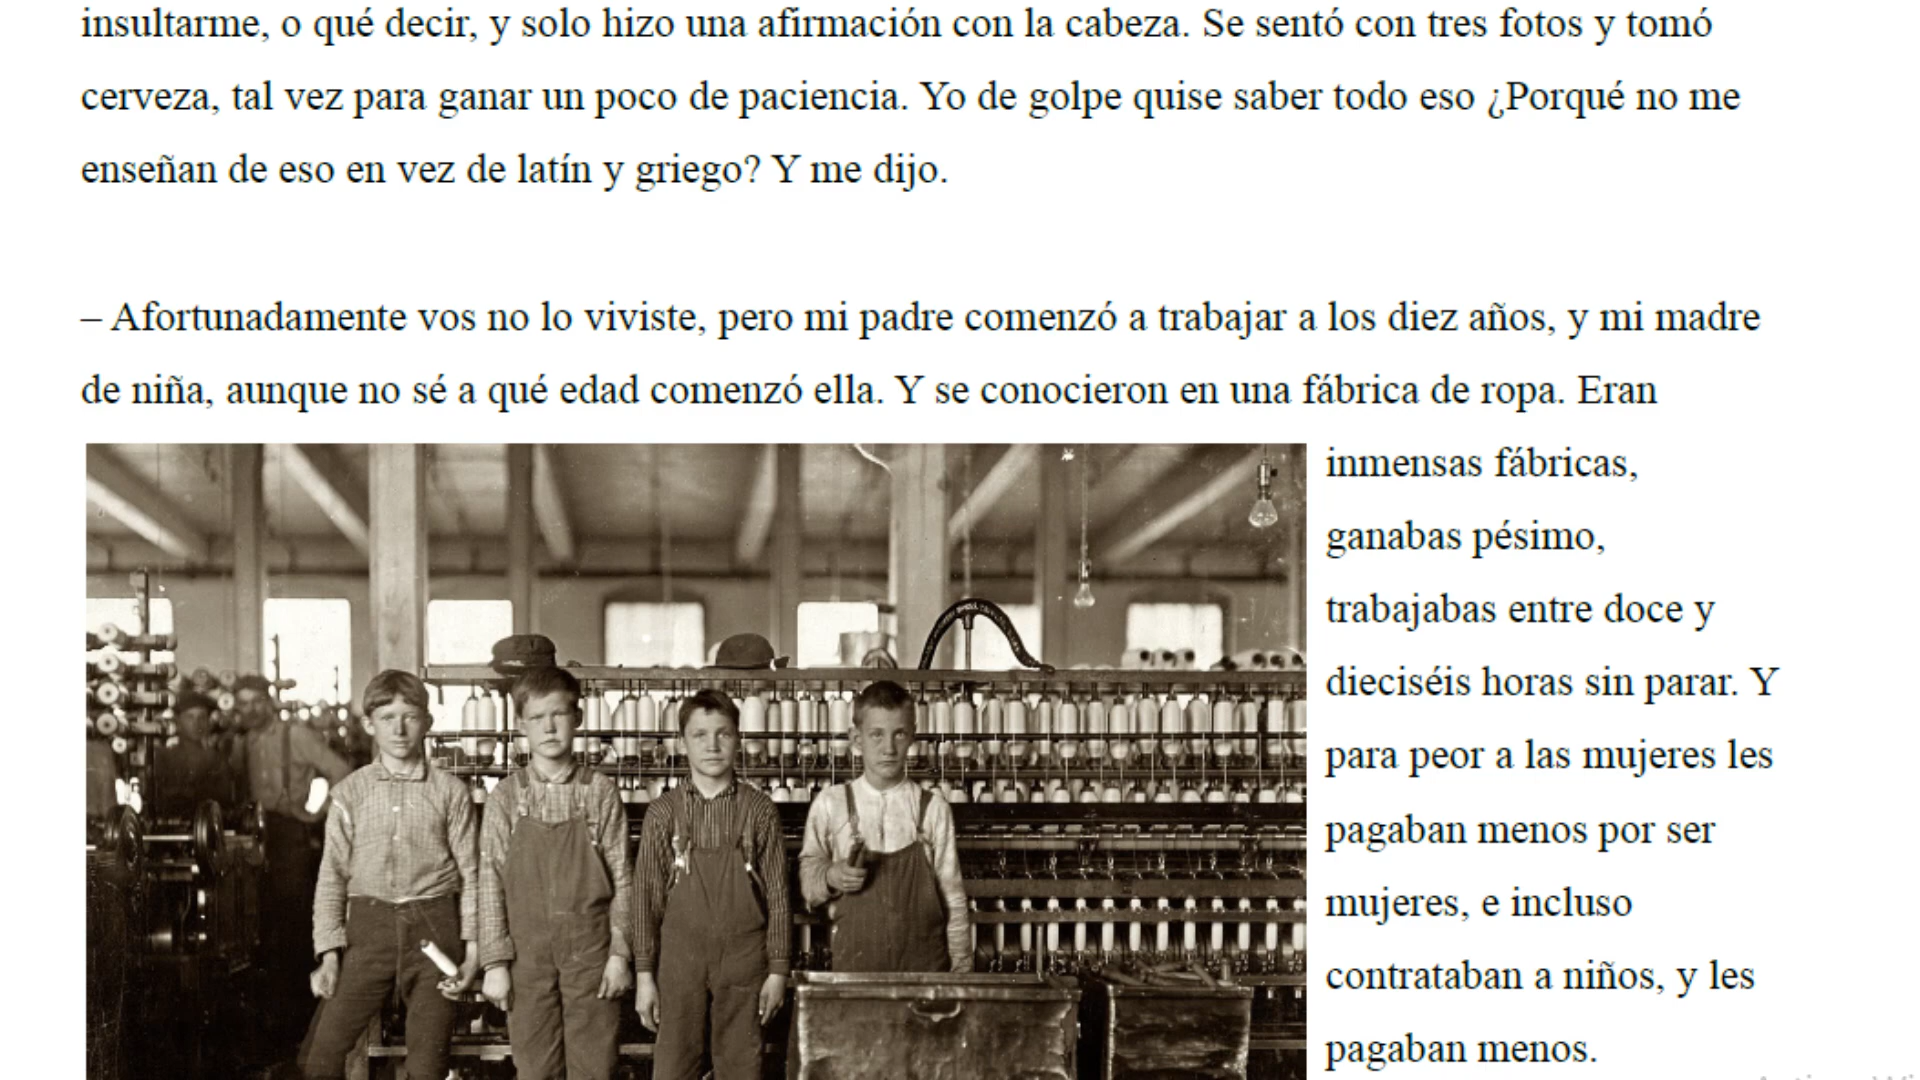 insultarme, o qué decir, y solo hizo una afirmación con la cabeza. Se sentó con tres fotos y tomó
cerveza, tal vez para ganar un poco de paciencia. Yo de golpe quise saber todo eso ¿Porqué no me
enseñan de eso en vez de latín y griego? Y me dijo.
– Afortunadamente vos no lo viviste, pero mi padre comenzó a trabajar a los diez años, y mi madre
de niña, aunque no sé a qué edad comenzó ella. Y se conocieron en una fábrica de ropa. Eran
inmensas fábricas,
ganabas pésimo,
trabajabas entre doce y
dieciséis horas sin parar. Y
para peor a las mujeres les
pagaban menos por ser
mujeres, e incluso
contrataban a niños, y les
pagaban menos.